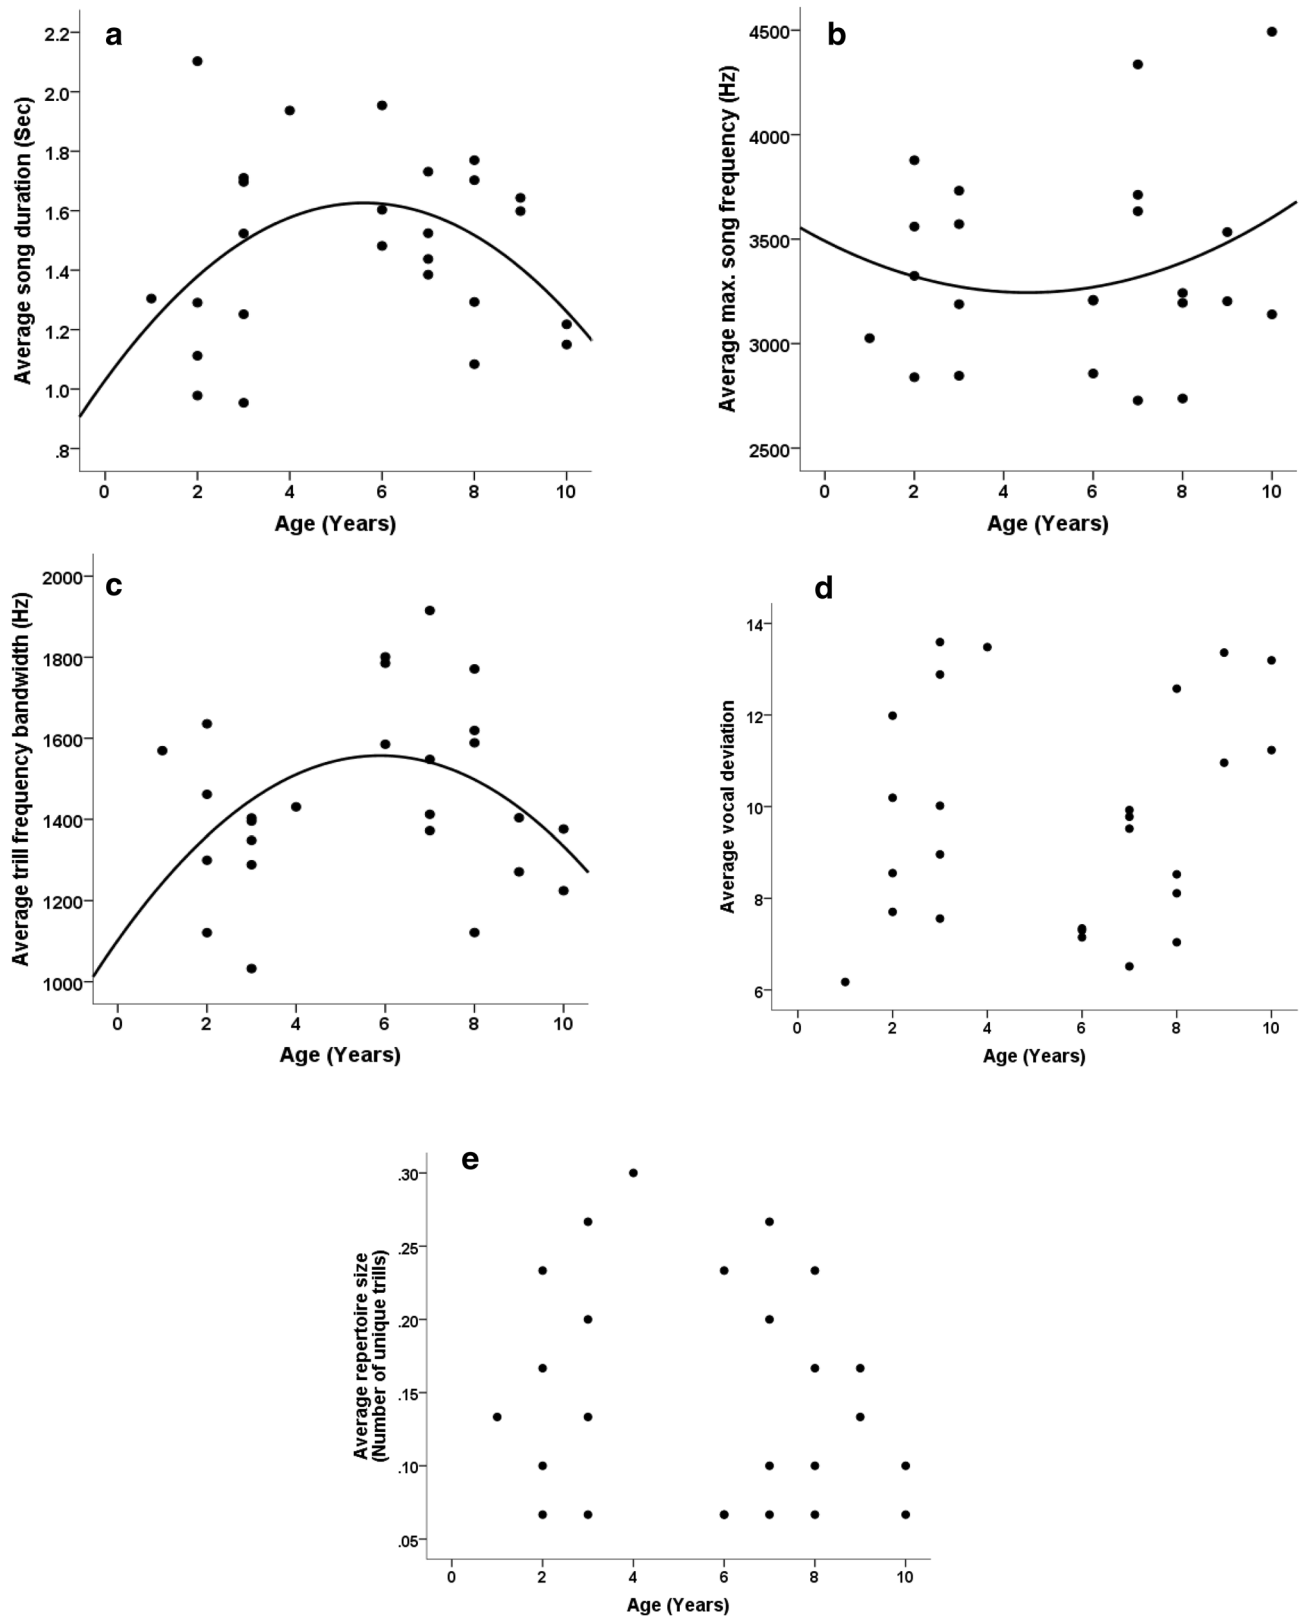 a
2.2
2.0
1.8
1.6
1.4
1.2
1.0
.8
Average song duration (Sec)
0 2 4 6 8 10
Age (Years)
b
4500
4000
3500
3000
2500
Average max. song frequency (Hz)
0 2 4 6 8 10
Age (Years)
c
2000
1800
1600
1400
1200
1000
Average trill frequency bandwidth (Hz)
0 2 4 6 8 10
Age (Years)
d
14
12
10
8
6
Average vocal deviation
0 2 4 6 8 10
Age (Years)
e
.30
.25
.20
.15
.10
.05
Average repertoire size
(Number of unique trills)
0 2 4 6 8 10
Age (Years)